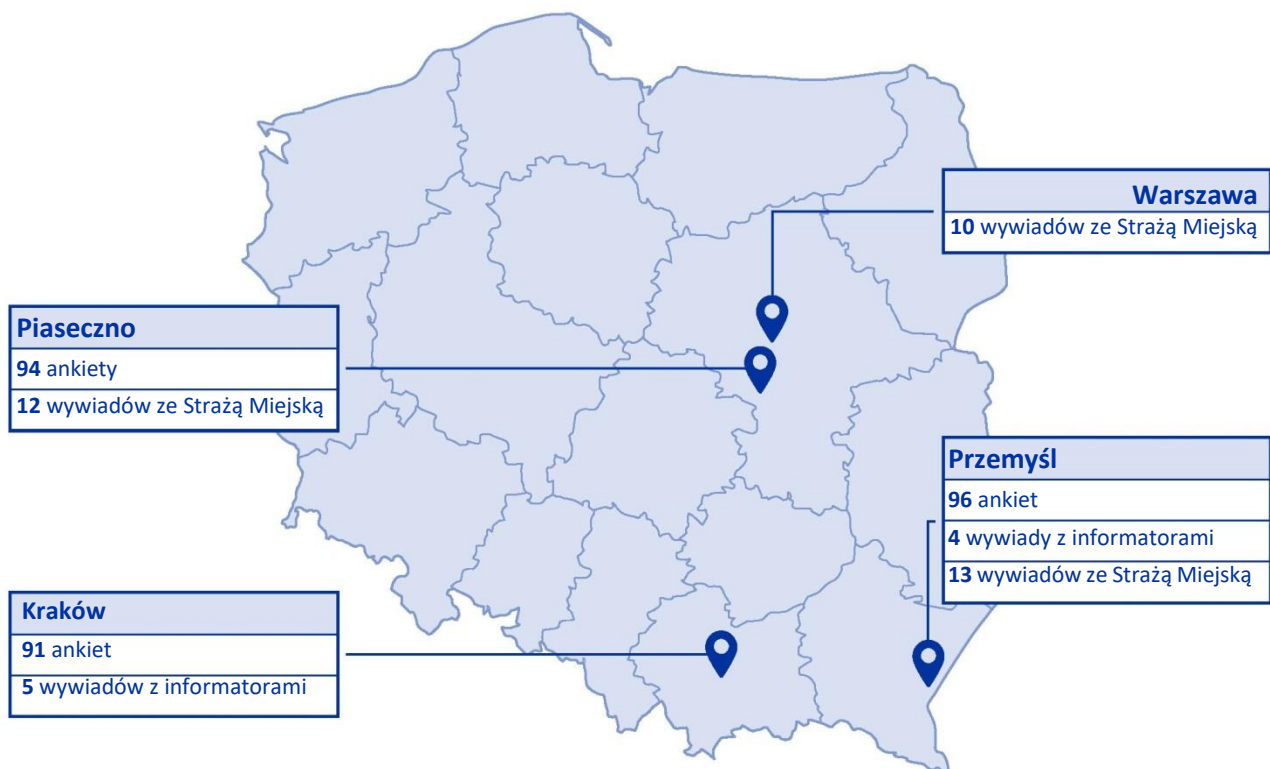 Warszawa
10 wywiadów ze Strażą Miejską
Piaseczno
94 ankiety
12 wywiadów ze Strażą Miejską
Przemyśl
96 ankiet
4 wywiady z informatorami
13 wywiadów ze Strażą Miejską
Kraków
91 ankiet
5 wywiadów z informatorami